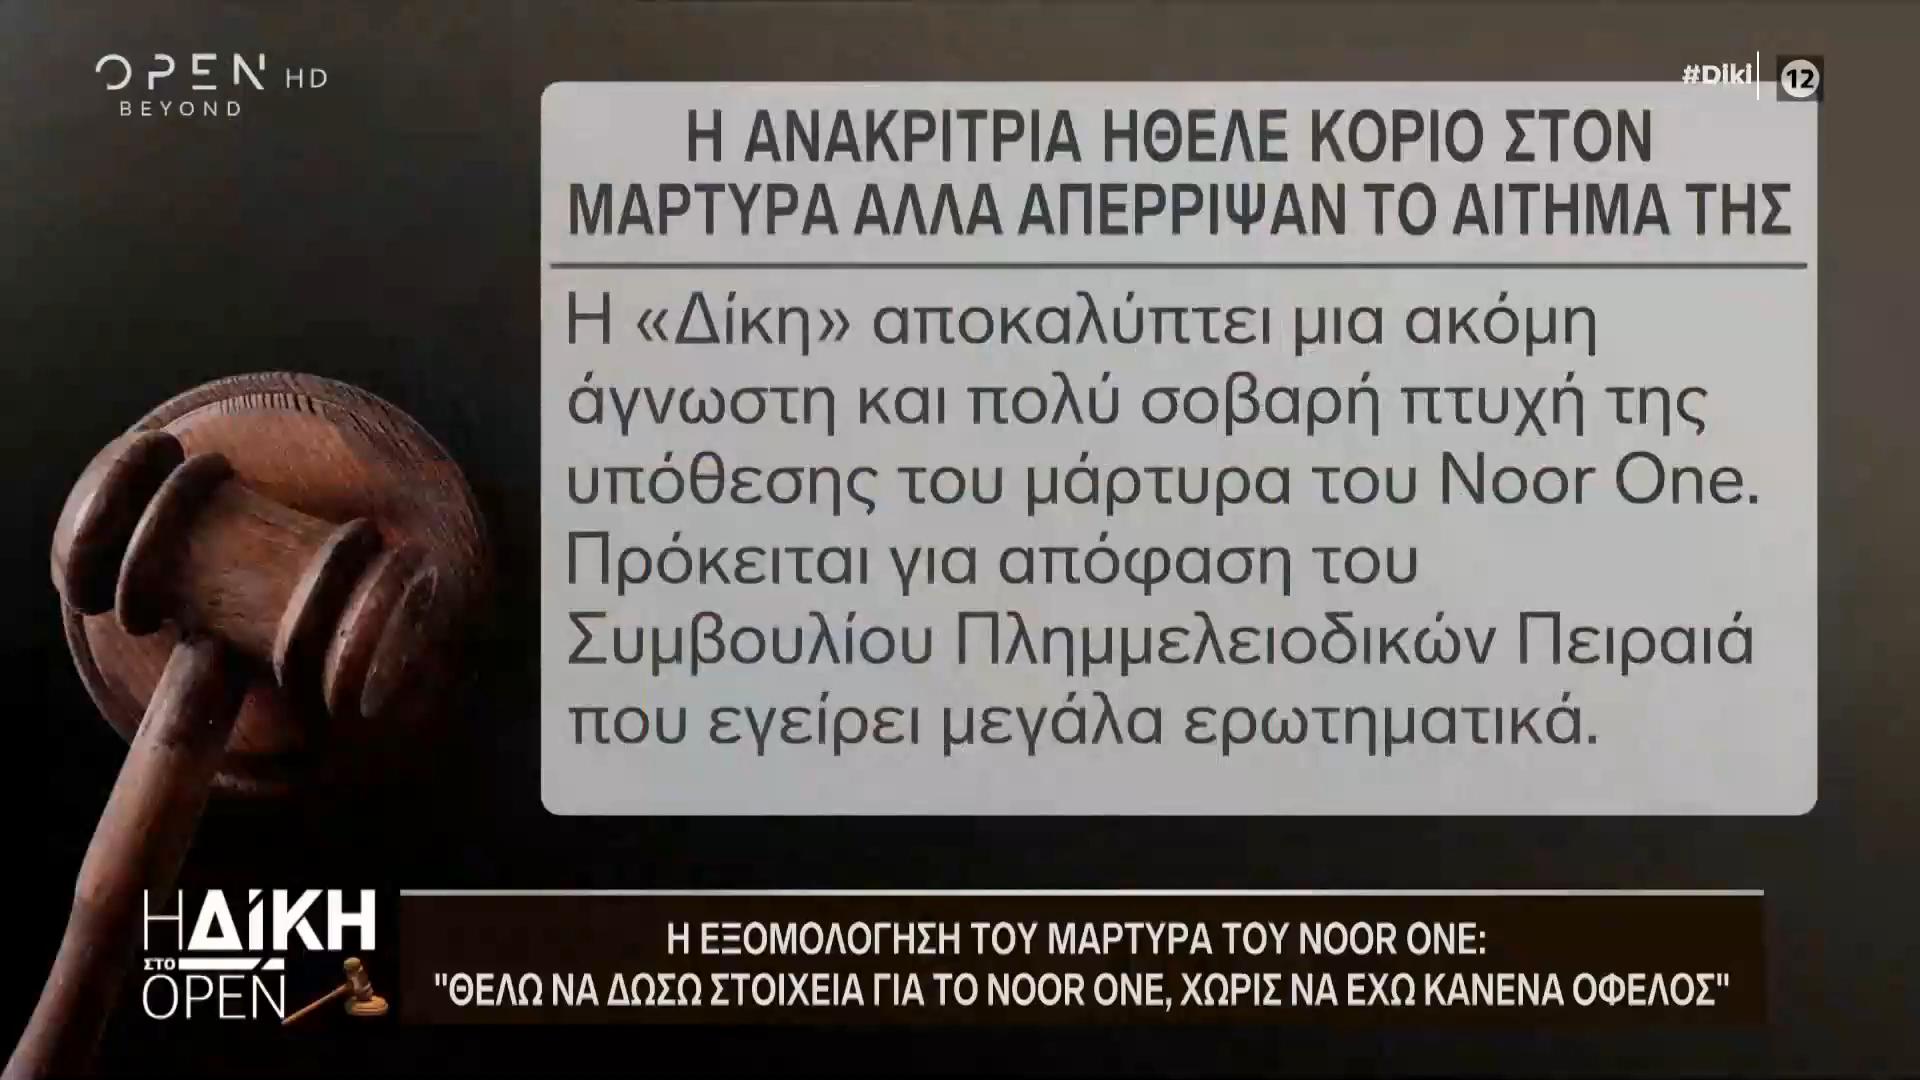 OPEN HD
BEYOND
#Diki
12
Η ΑΝΑΚΡΙΤΡΙΑ ΗΘΕΛΕ ΚΟΡΙΟ ΣΤΟΝ
ΜΑΡΤΥΡΑ ΑΛΛΑ ΑΠΕΡΡΙΨΑΝ ΤΟ ΑΙΤΗΜΑ ΤΗΣ
Η «Δίκη» αποκαλύπτει μια ακόμη
άγνωστη και πολύ σοβαρή πτυχή της
υπόθεσης του μάρτυρα του Noor One.
Πρόκειται για απόφαση του
Συμβουλίου Πλημμελειοδικών Πειραιά
που εγείρει μεγάλα ερωτηματικά.
Η ΔΙΚΗ
ΣΤΟ
OPEN
Η ΕΞΟΜΟΛΟΓΗΣΗ ΤΟΥ ΜΑΡΤΥΡΑ ΤΟΥ NOOR ONE:
"ΘΕΛΩ ΝΑ ΔΩΣΩ ΣΤΟΙΧΕΙΑ ΓΙΑ ΤΟ NOOR ONE, ΧΩΡΙΣ ΝΑ ΕΧΩ ΚΑΝΕΝΑ ΟΦΕΛΟΣ"